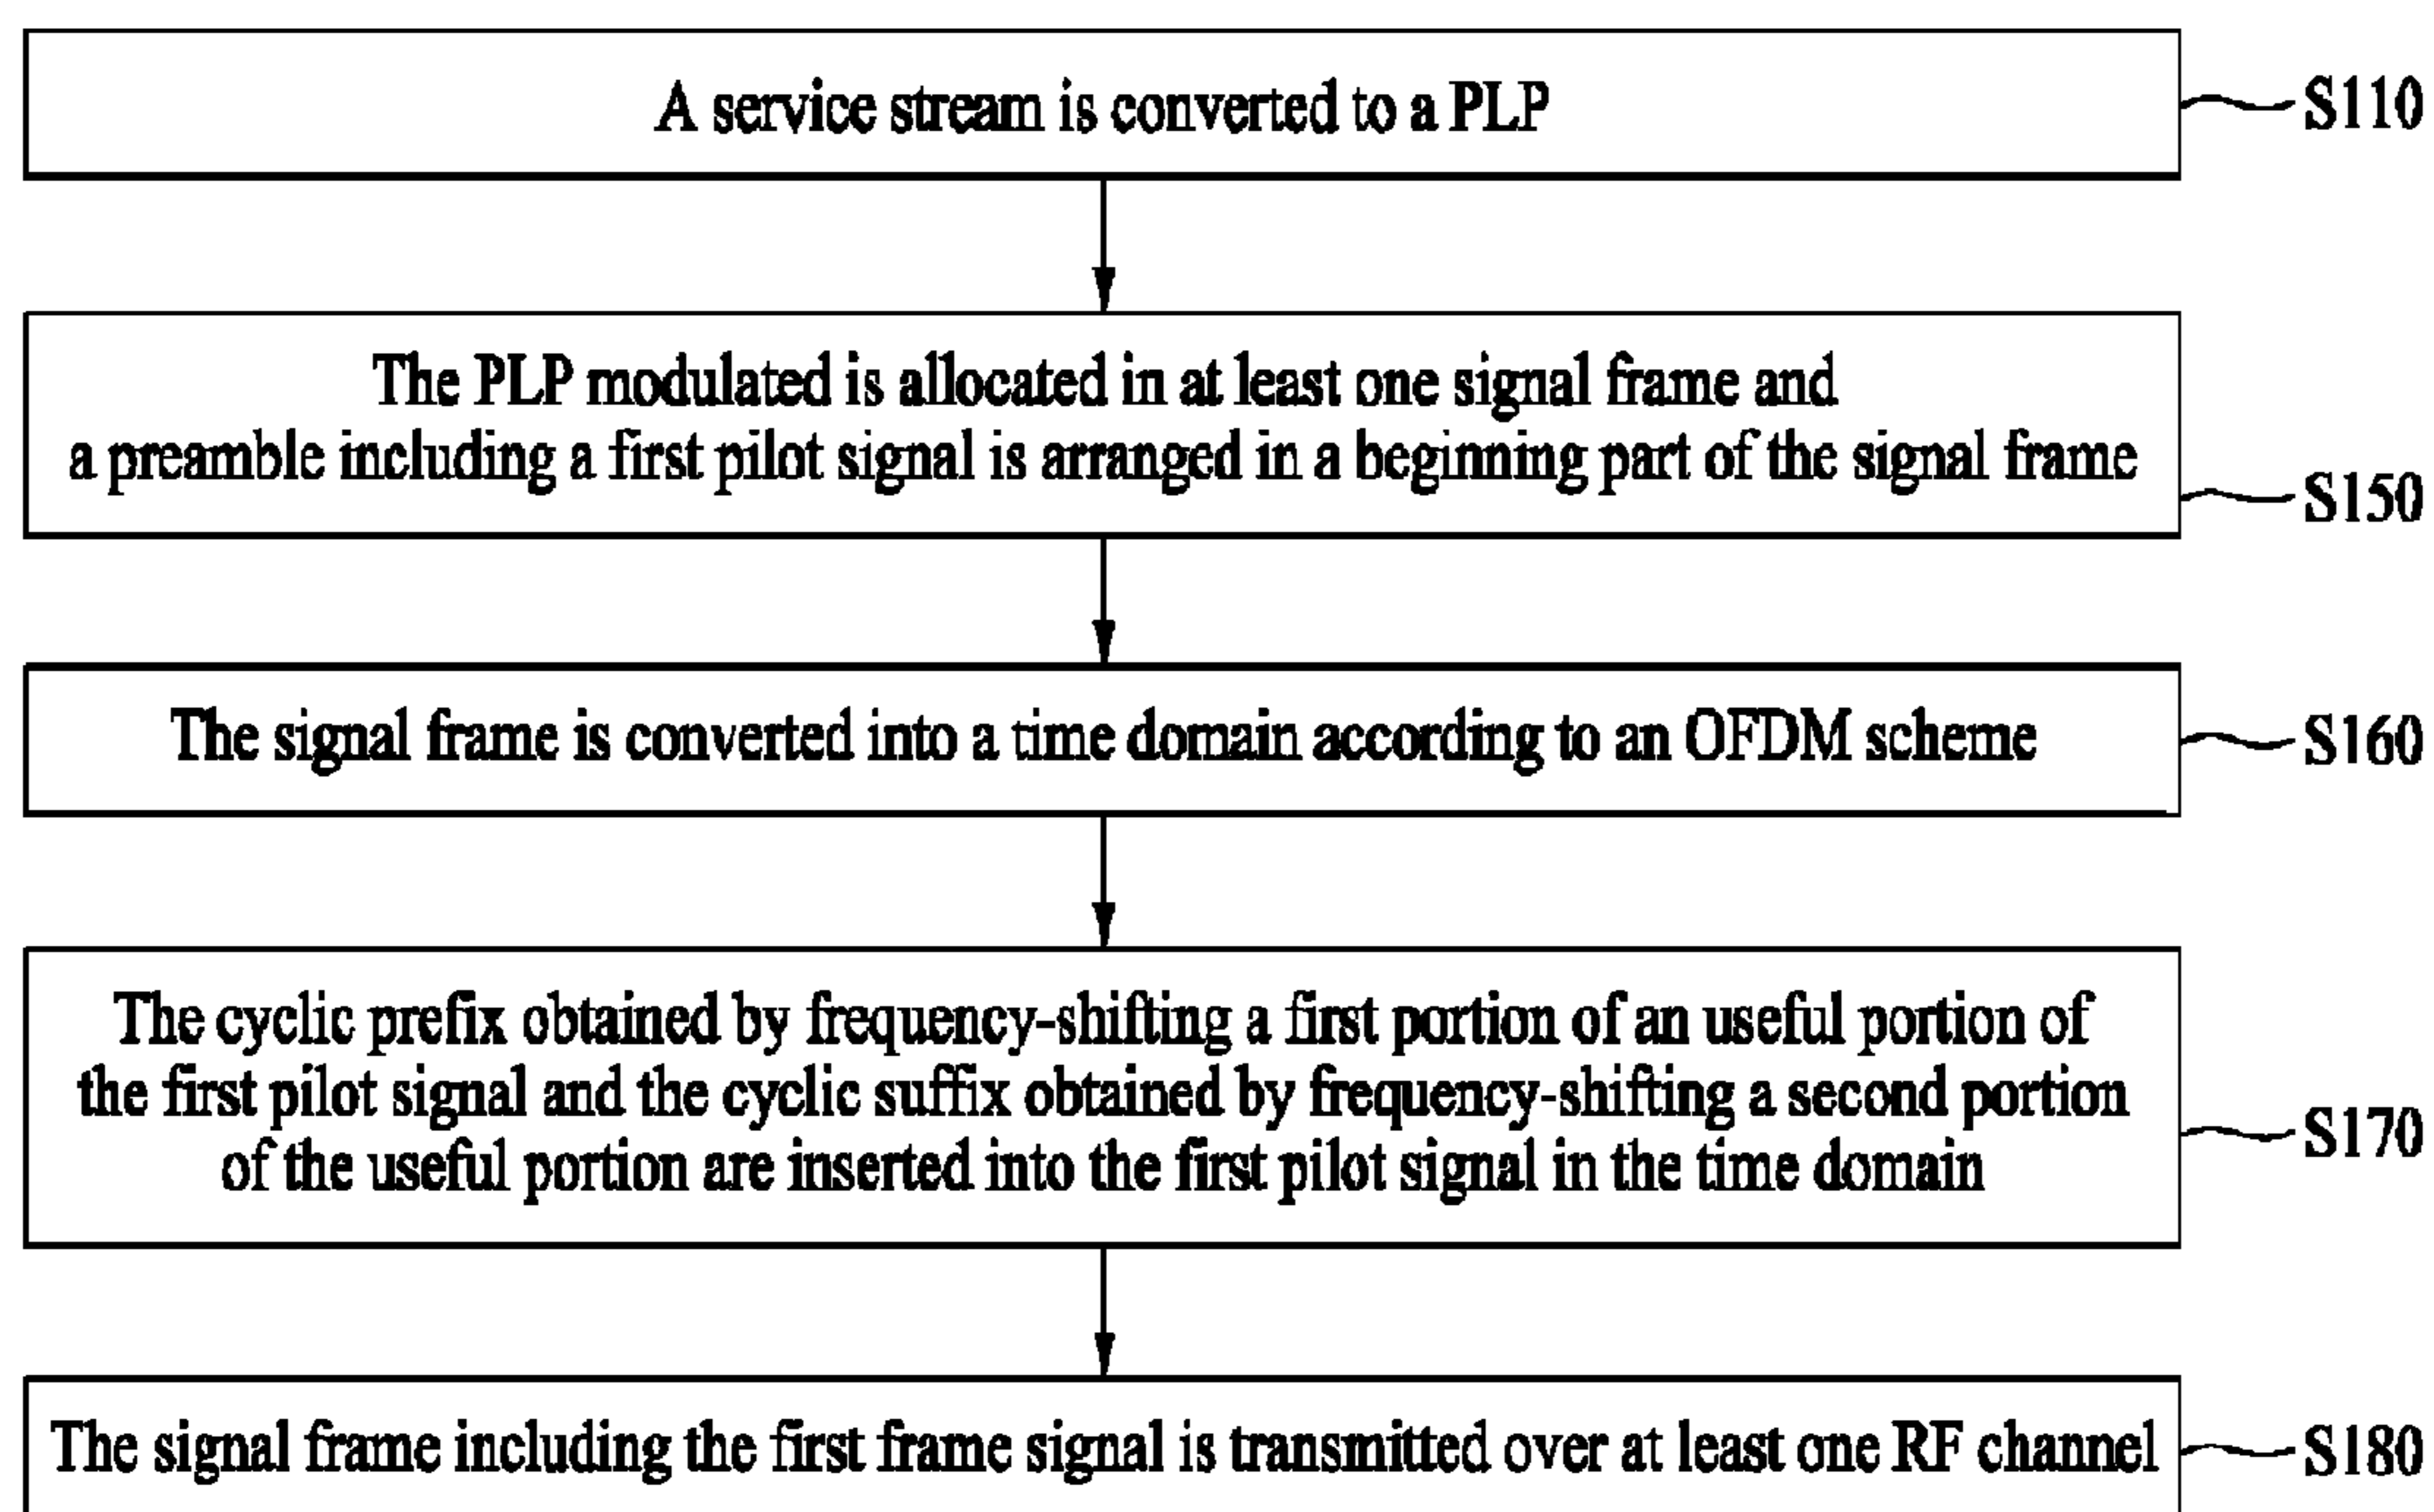 A service stream is converted to a PLP
S110
The PLP modulated is allocated in at least one signal frame and
a preamble including a first pilot signal is arranged in a beginning part of the signal frame
S150
The signal frame is converted into a time domain according to an OFDM scheme
S160
The cyclic prefix obtained by frequency-shifting a first portion of an useful portion of
the first pilot signal and the cyclic suffix obtained by frequency-shifting a second portion
of the useful portion are inserted into the first pilot signal in the time domain
S170
The signal frame including the first frame signal is transmitted over at least one RF channel
S180